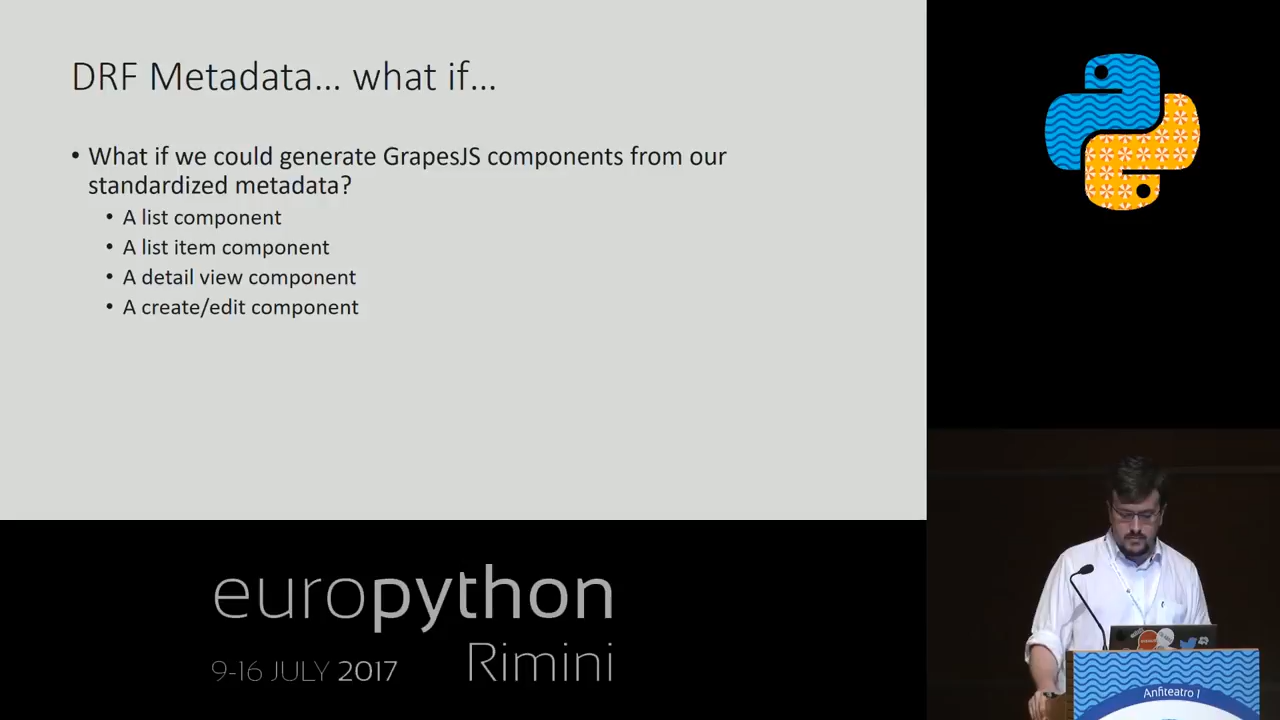 DRF Metadata... what if...
• What if we could generate GrapesJS components from our
standardized metadata?
• A list component
• A list item component
• A detail view component
• A create/edit component
europython
9-16 JULY 2017
Rimini
Anfiteatro I